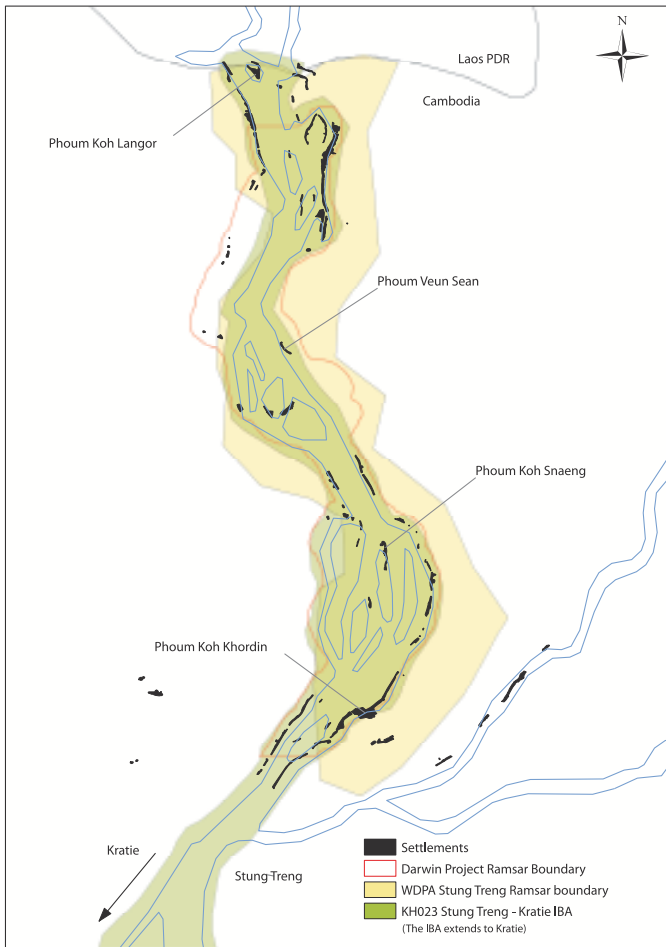 N
Laos PDR
Cambodia
Phoum Koh Langor
Phoum Veun Sean
Phoum Koh Snaeng
Phoum Koh Khordin
Kratie
Stung-Treng
Settlements
Darwin Project Ramsar Boundary
WDPA Stung Treng Ramsar boundary
KH023 Stung Treng - Kratie IBA
(The IBA extends to Kratie)